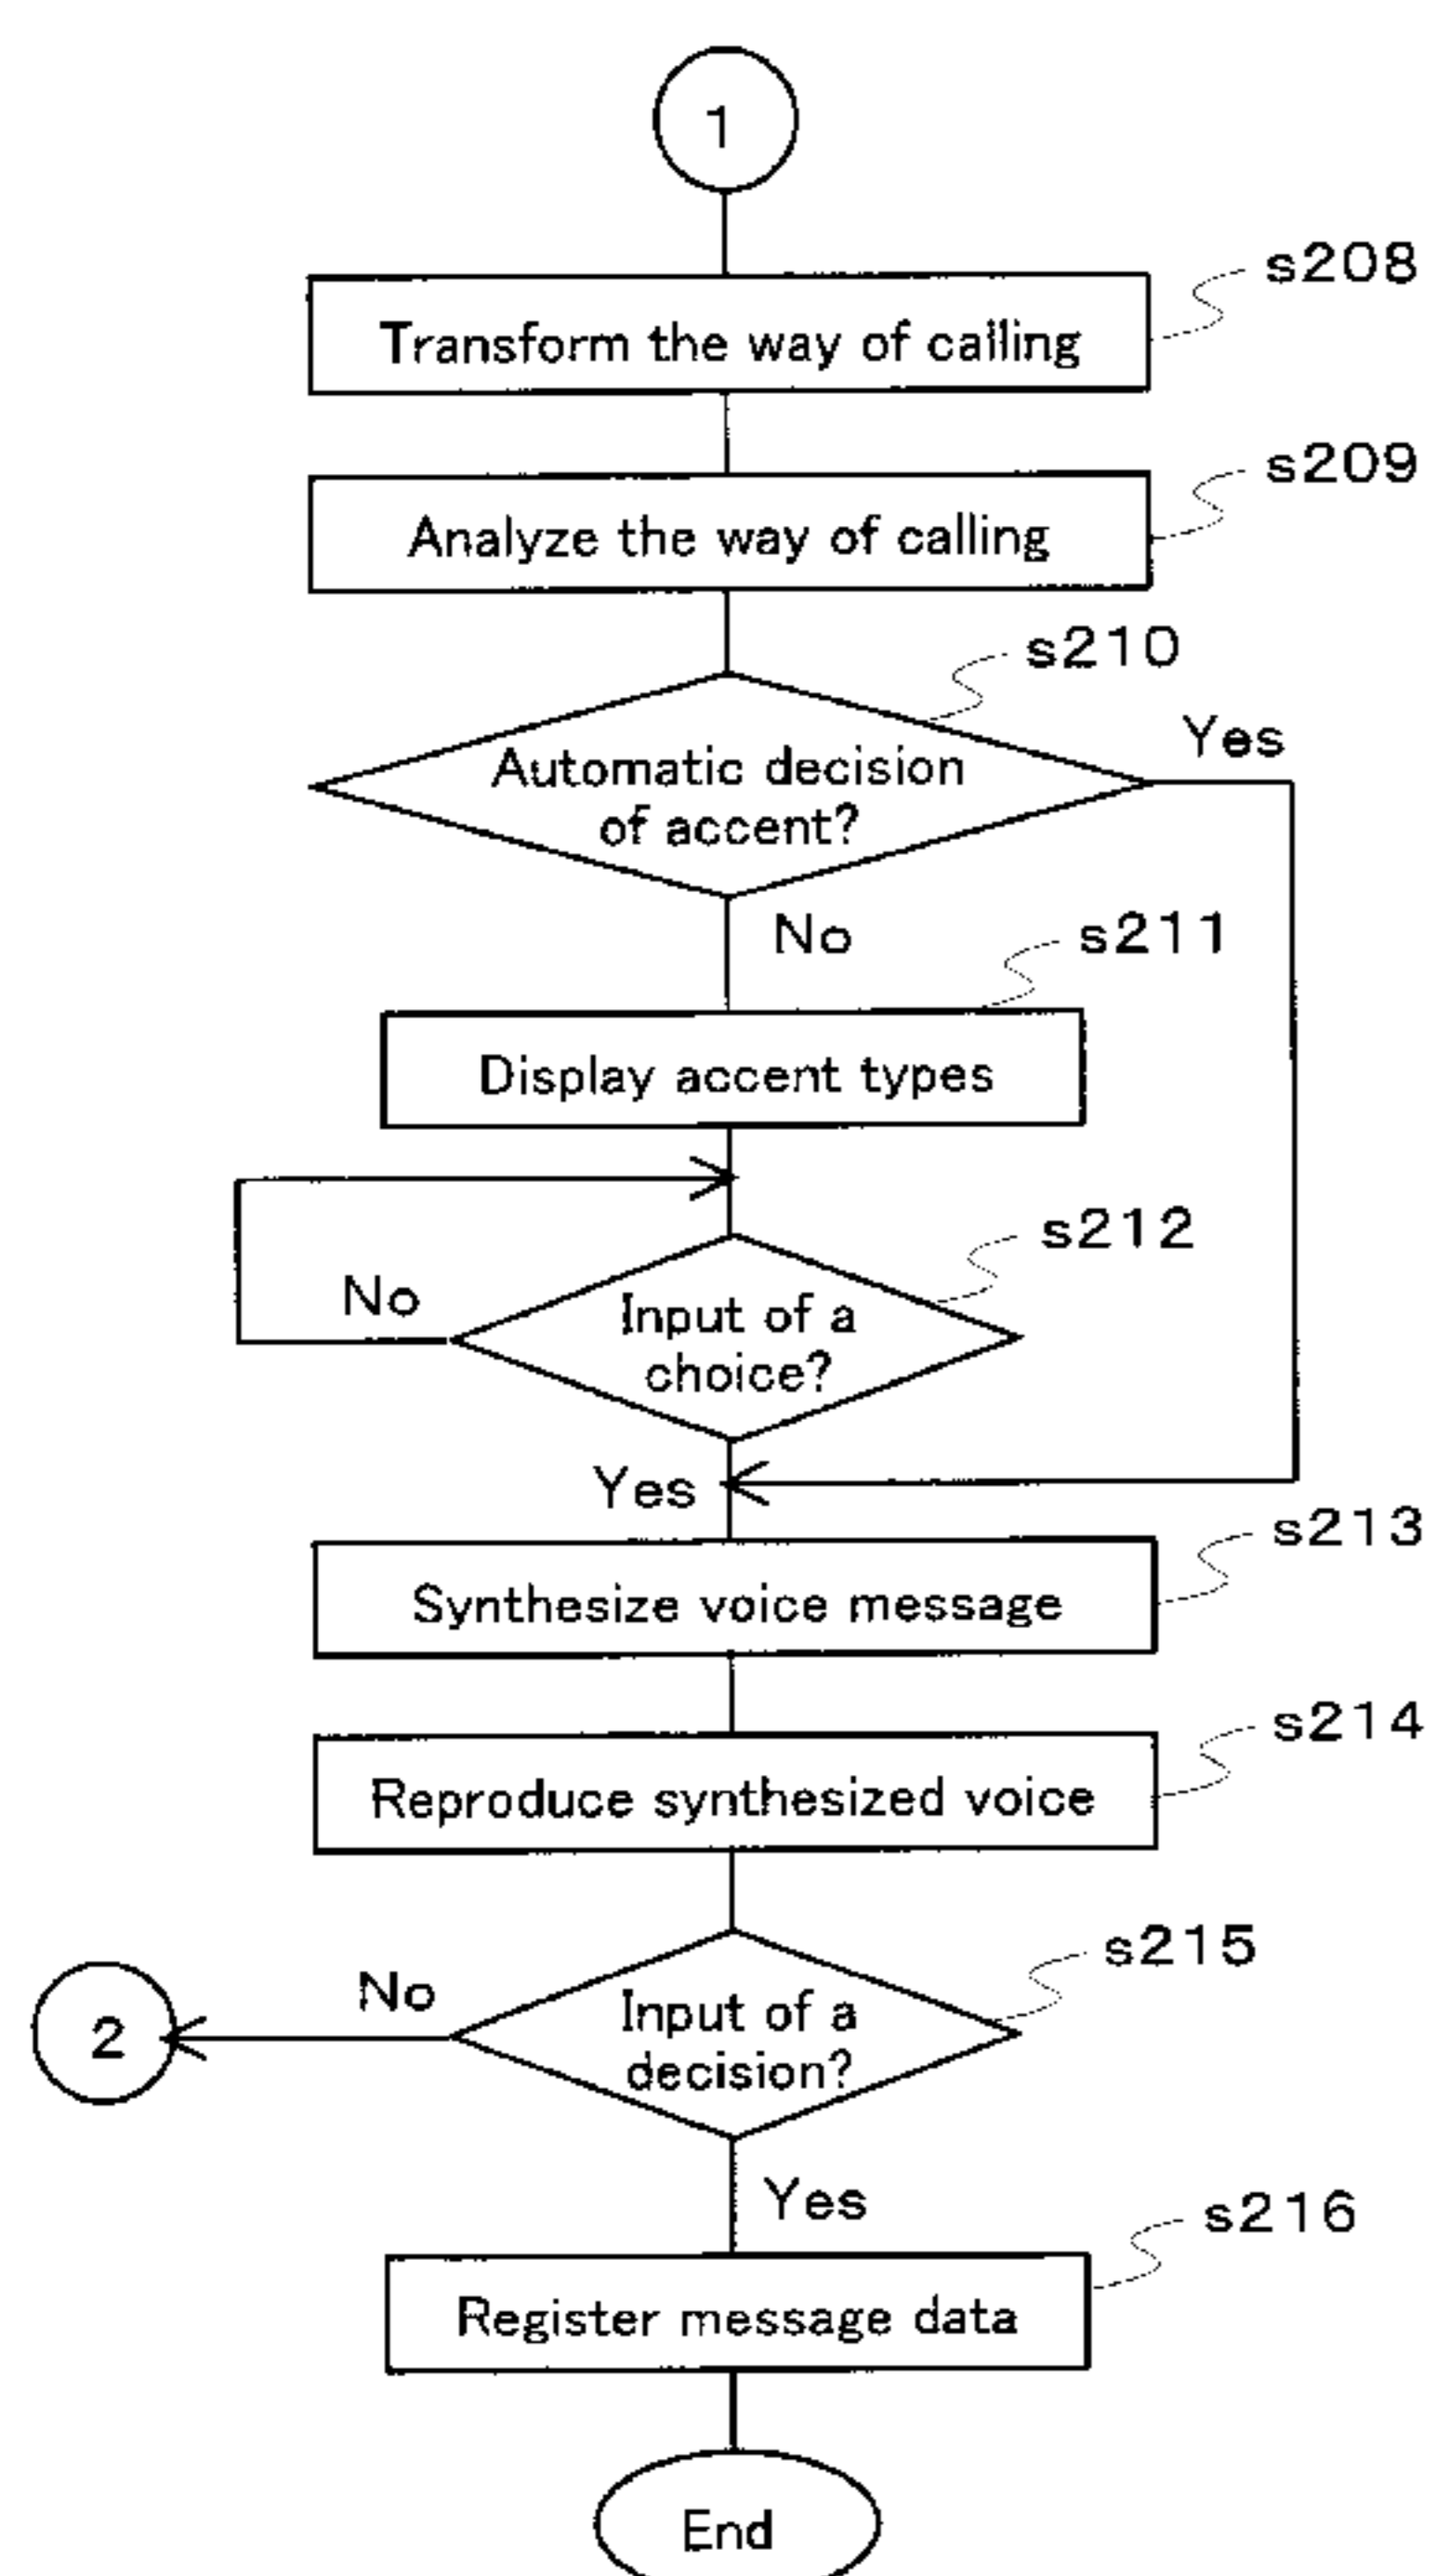 1
s208
Transform the way of calling
s209
Analyze the way of calling
s210
Yes
Automatic decision
of accent?
No
s211
Display accent types
s212
No
Input of a
choice?
Yes
s213
Synthesize voice message
s214
Reproduce synthesized voice
s215
No
Input of a
decision?
2
Yes
s216
Register message data
End